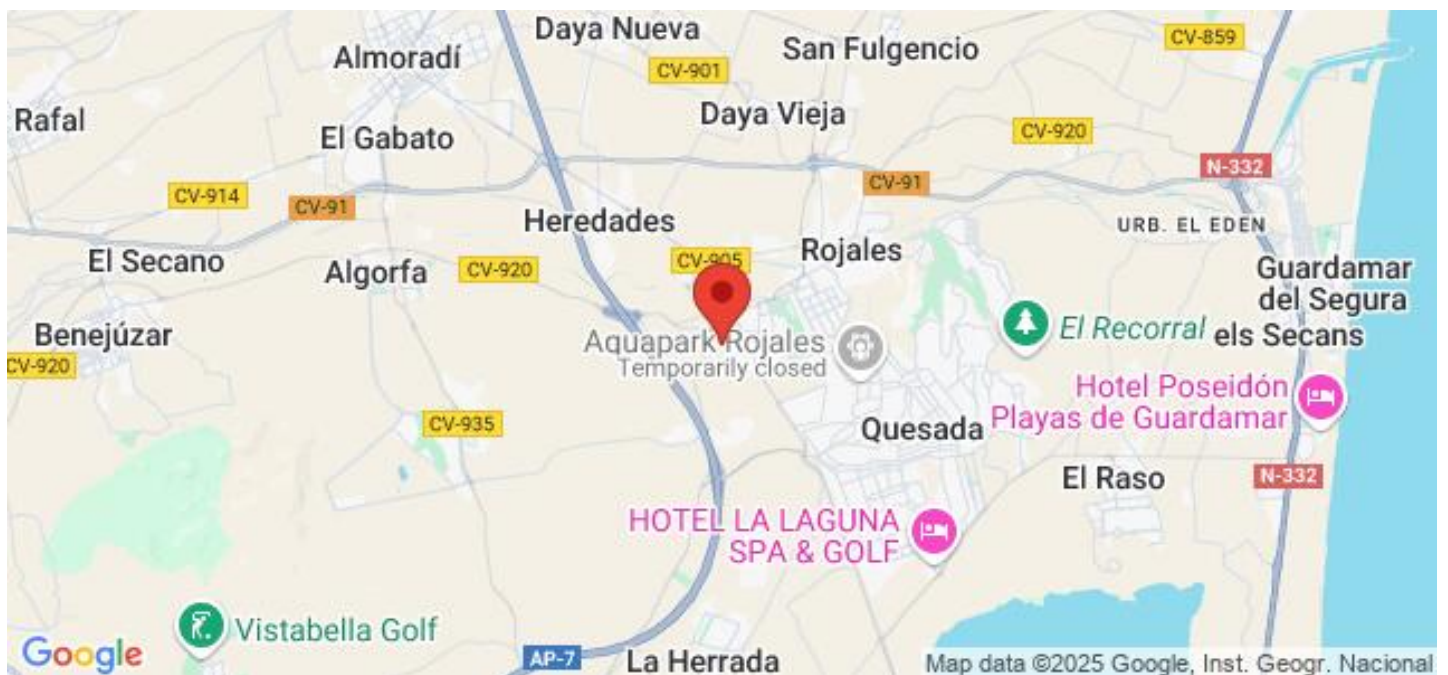 Daya Nueva
San Fulgencio
CV-859
Almoradí
CV-901
Rafal
Daya Vieja
El Gabato
CV-920
N-332
CV-914
CV-91
CV-91
Heredades
URB. EL EDEN
Rojales
El Secano
Algorfa
CV-920
CV-905
Guardamar
del Segura
Benejúzar
Aquapark Rojales
Temporarily closed
El Recorral
els Secans
CV-920
Hotel Poseidón
Playas de Guardamar
CV-935
Quesada
El Raso
N-332
HOTEL LA LAGUNA
SPA & GOLF
Vistabella Golf
Google
AP-7
La Herrada
Map data ©2025 Google, Inst. Geogr. Nacional